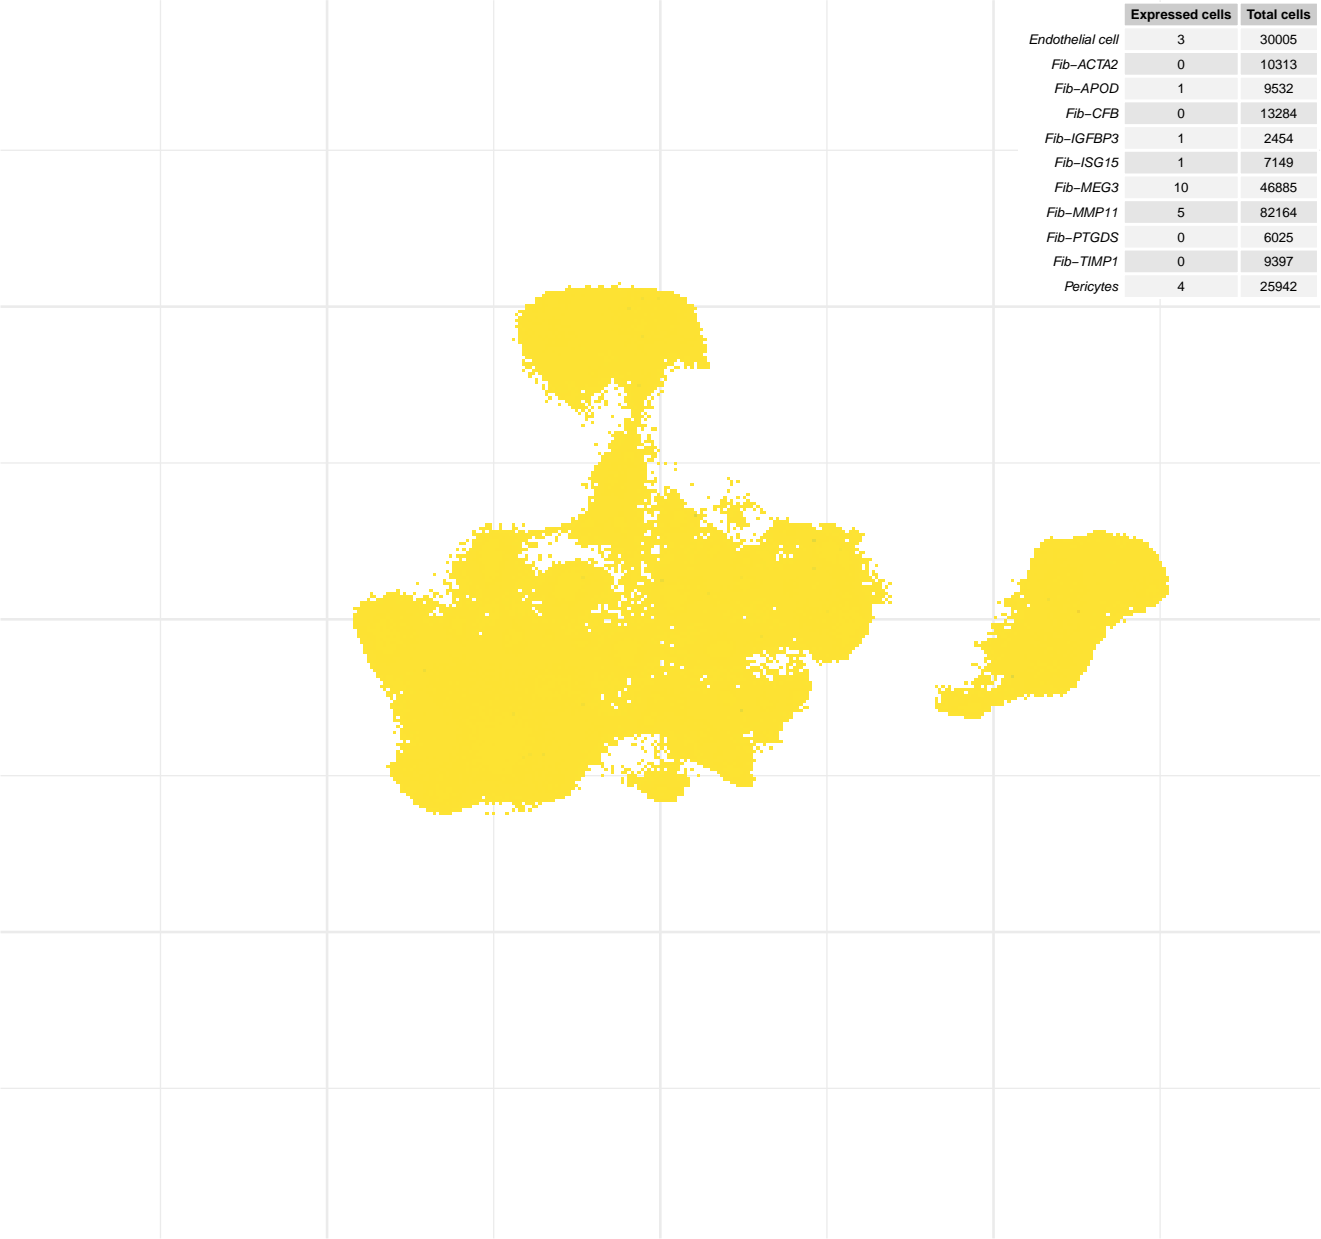 Expressed cells Total cells
Endothelial cell 3 30005
Fib−ACTA2 0 10313
Fib−APOD 1 9532
Fib−CFB 0 13284
Fib−IGFBP3 1 2454
Fib−ISG15 1 7149
Fib−MEG3 10 46885
Fib−MMP11 5 82164
Fib−PTGDS 0 6025
Fib−TIMP1 0 9397
Pericytes 4 25942